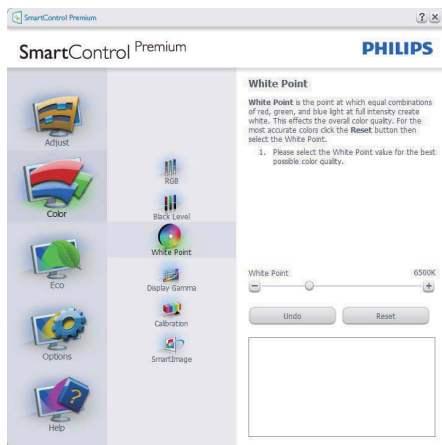 SmartControl Premium
SmartControl Premium
PHILIPS
Adjust
Color
Eco
Options
Help
RGB
Black Level
White Point
Display Gamma
Calibration
SmartImage
White Point
White Point is the point at which equal combinations
of red, green, and blue light at full intensity create
white. This effects the overall color quality. For the
most accurate colors click the Reset button then
select the White Point.
1. Please select the White Point value for the best
possible color quality.
White Point 6500K
Undo Reset